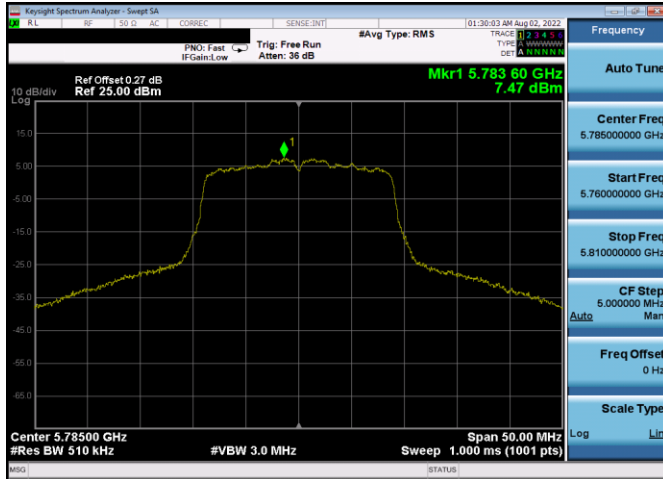 Keysight Spectrum Analyzer - Swept SA
RL RF 50 Ω AC CORREC SENSE:INT 01:30:03 AM Aug 02, 2022
#Avg Type: RMS TRACE 1 2 3 4 5 6
PNO: Fast Trig: Free Run TYPE A WWWWW
IFGain:Low Atten: 36 dB DET A N N N N N
Mkr1 5.783 60 GHz
Ref Offset 0.27 dB
10 dB/div Ref 25.00 dBm 7.47 dBm
Log
1
15.0
5.00
-5.00
-15.0
-25.0
-35.0
-45.0
-55.0
-65.0
Center 5.78500 GHz Span 50.00 MHz
#Res BW 510 kHz #VBW 3.0 MHz Sweep 1.000 ms (1001 pts)
MSG STATUS
Frequency
Auto Tune
Center Freq
5.785000000 GHz
Start Freq
5.760000000 GHz
Stop Freq
5.810000000 GHz
CF Step
5.000000 MHz
Auto Man
Freq Offset
0 Hz
Scale Type
Log Lin